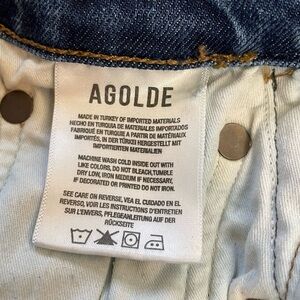 AGOLDE
MADE IN TURKEY OF IMPORTED MATERIALS
HECHO EN TURQUIA DE MATERIALES IMPORTADOS
FABRIQUÉ EN TURQUIE A PARTIR DE MATÉRIAUX
IMPORTÉS, IN DER TÜRKEI HERGESTELLT MIT
IMPORTIERTEN MATERIALIEN
MACHINE WASH COLD INSIDE OUT WITH
LIKE COLORS, DO NOT BLEACH, TUMBLE
DRY LOW, IRON MEDIUM IF NECESSARY.
IF DECORATED OR PRINTED DO NOT IRON.
SEE CARE ON REVERSE, VEA EL CUIDADO EN EL
REVERSO, VOIR LES INSTRUCTIONS D'ENTRETIEN
SUR L'ENVERS, PFLEGEANLEITUNG AUF DER
RÜCKSEITE